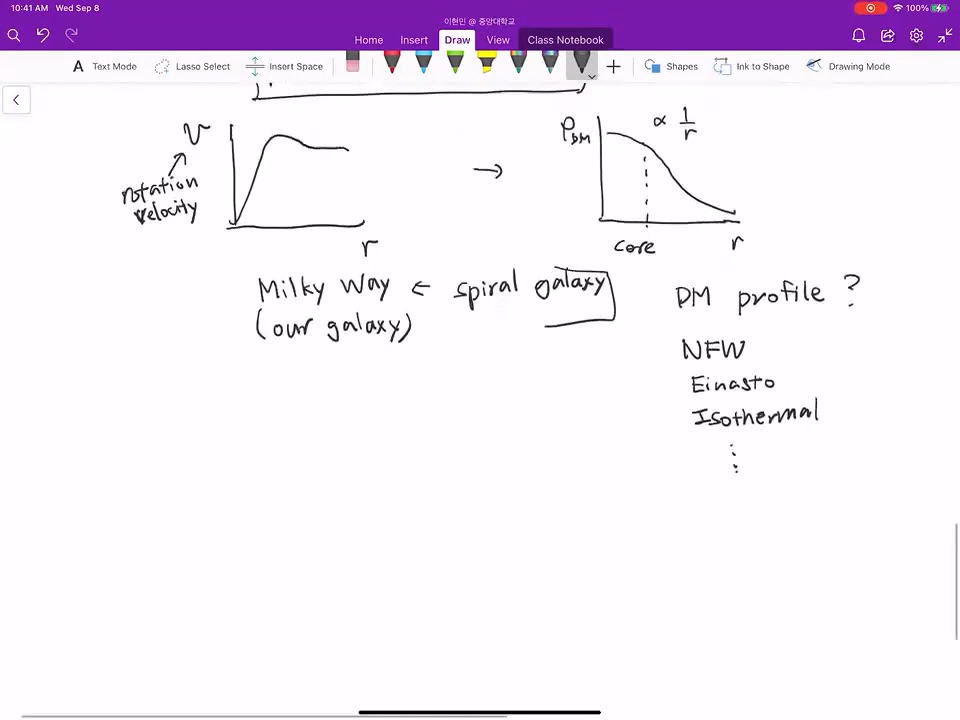 10:41 AM Wed Sep 8
100%
이현민 @ 중앙대학교
Home Insert Draw View Class Notebook
A Text Mode Lasso Select Insert Space Shapes Ink to Shape Drawing Mode
V
rotation
velocity
r
→
ρDM
∝ 1/r
core
r
Milky Way ← spiral galaxy
(our galaxy)
DM profile ?
NFW
Einasto
Isothermal
⋮